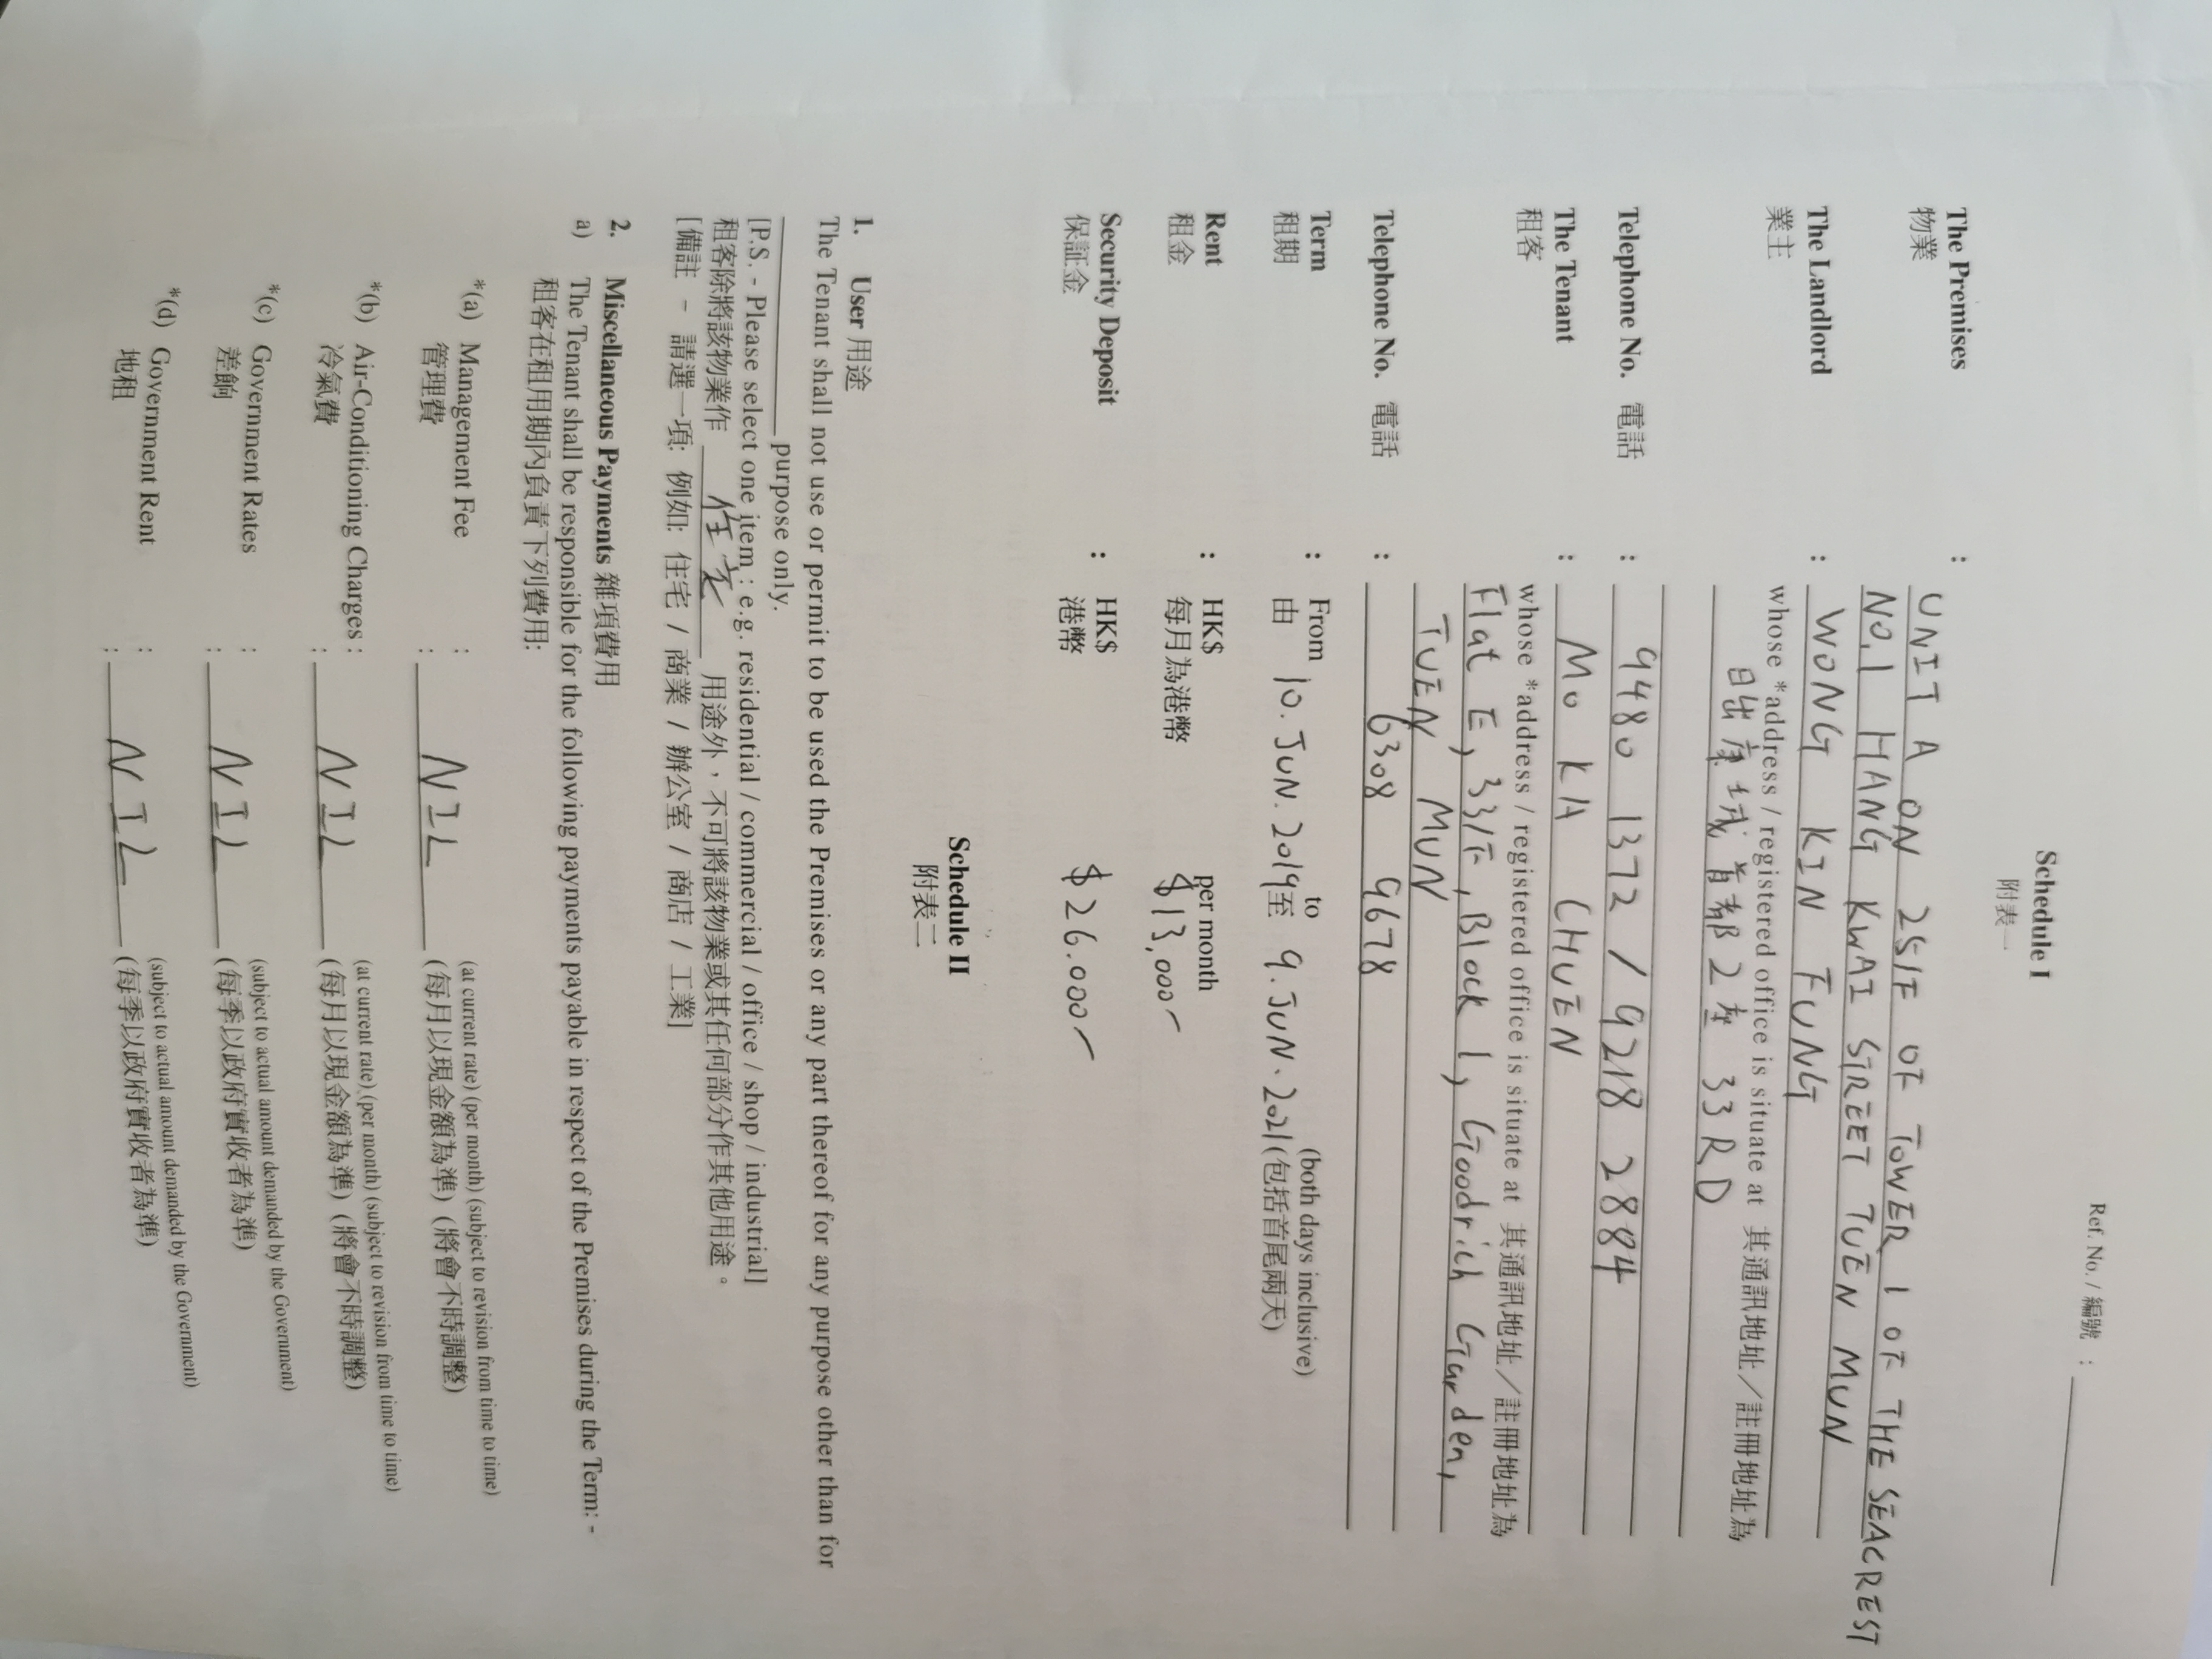 Ref. No. / 編號 :
Schedule I
附表一
The Premises : UNIT A ON 25/F OF TOWER 1 OF THE SEACREST
物業 NO.1 HANG KWAI STREET TUEN MUN
The Landlord : WONG KIN FUNG
業主 whose *address / registered office is situate at 其通訊地址／註冊地址為
日出康城首都2座 33RD
Telephone No. 電話 : 9480 1372 / 9218 2884
The Tenant : MO KA CHUEN
租客 whose *address / registered office is situate at 其通訊地址／註冊地址為
Flat E, 33/F, Block 1, Goodrich Garden,
TUEN MUN
Telephone No. 電話 : 6308 9678
Term : From to (both days inclusive)
租期 由 10. JUN. 2019 至 9. JUN. 2021 (包括首尾兩天)
Rent : HK$ per month
租金 每月為港幣 $13,000
Security Deposit : HK$ $26.000
保証金 港幣
Schedule II
附表二
1. User 用途
The Tenant shall not use or permit to be used the Premises or any part thereof for any purpose other than for
purpose only.
[P.S. - Please select one item : e.g. residential / commercial / office / shop / industrial]
租客除將該物業作 住宅 用途外，不可將該物業或其任何部分作其他用途。
[備註 - 請選一項: 例如: 住宅 / 商業 / 辦公室 / 商店 / 工業]
2. Miscellaneous Payments 雜項費用
a) The Tenant shall be responsible for the following payments payable in respect of the Premises during the Term: -
租客在租用期內負責下列費用:
*(a) Management Fee : (at current rate) (per month) (subject to revision from time to time)
管理費 : NIL (每月以現金額為準) (將會不時調整)
*(b) Air-Conditioning Charges : (at current rate) (per month) (subject to revision from time to time)
冷氣費 : NIL (每月以現金額為準) (將會不時調整)
*(c) Government Rates : (subject to actual amount demanded by the Government)
差餉 : NIL (每季以政府實收者為準)
*(d) Government Rent : (subject to actual amount demanded by the Government)
地租 : NIL (每季以政府實收者為準)